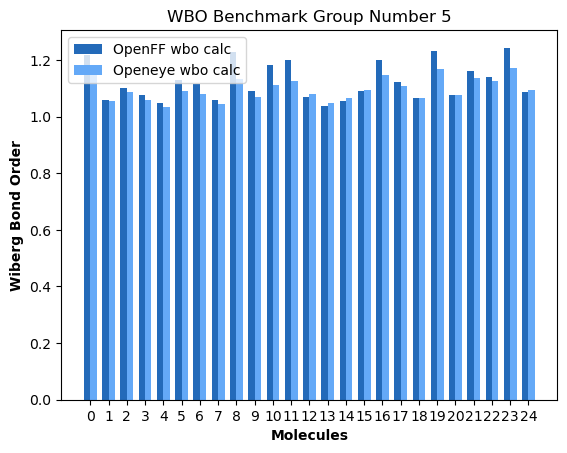 WBO Benchmark Group Number 5
OpenFF wbo calc
Openeye wbo calc
1.2
1.0
0.8
0.6
0.4
0.2
0.0
Wiberg Bond Order
0 1 2 3 4 5 6 7 8 9 10 11 12 13 14 15 16 17 18 19 20 21 22 23 24
Molecules